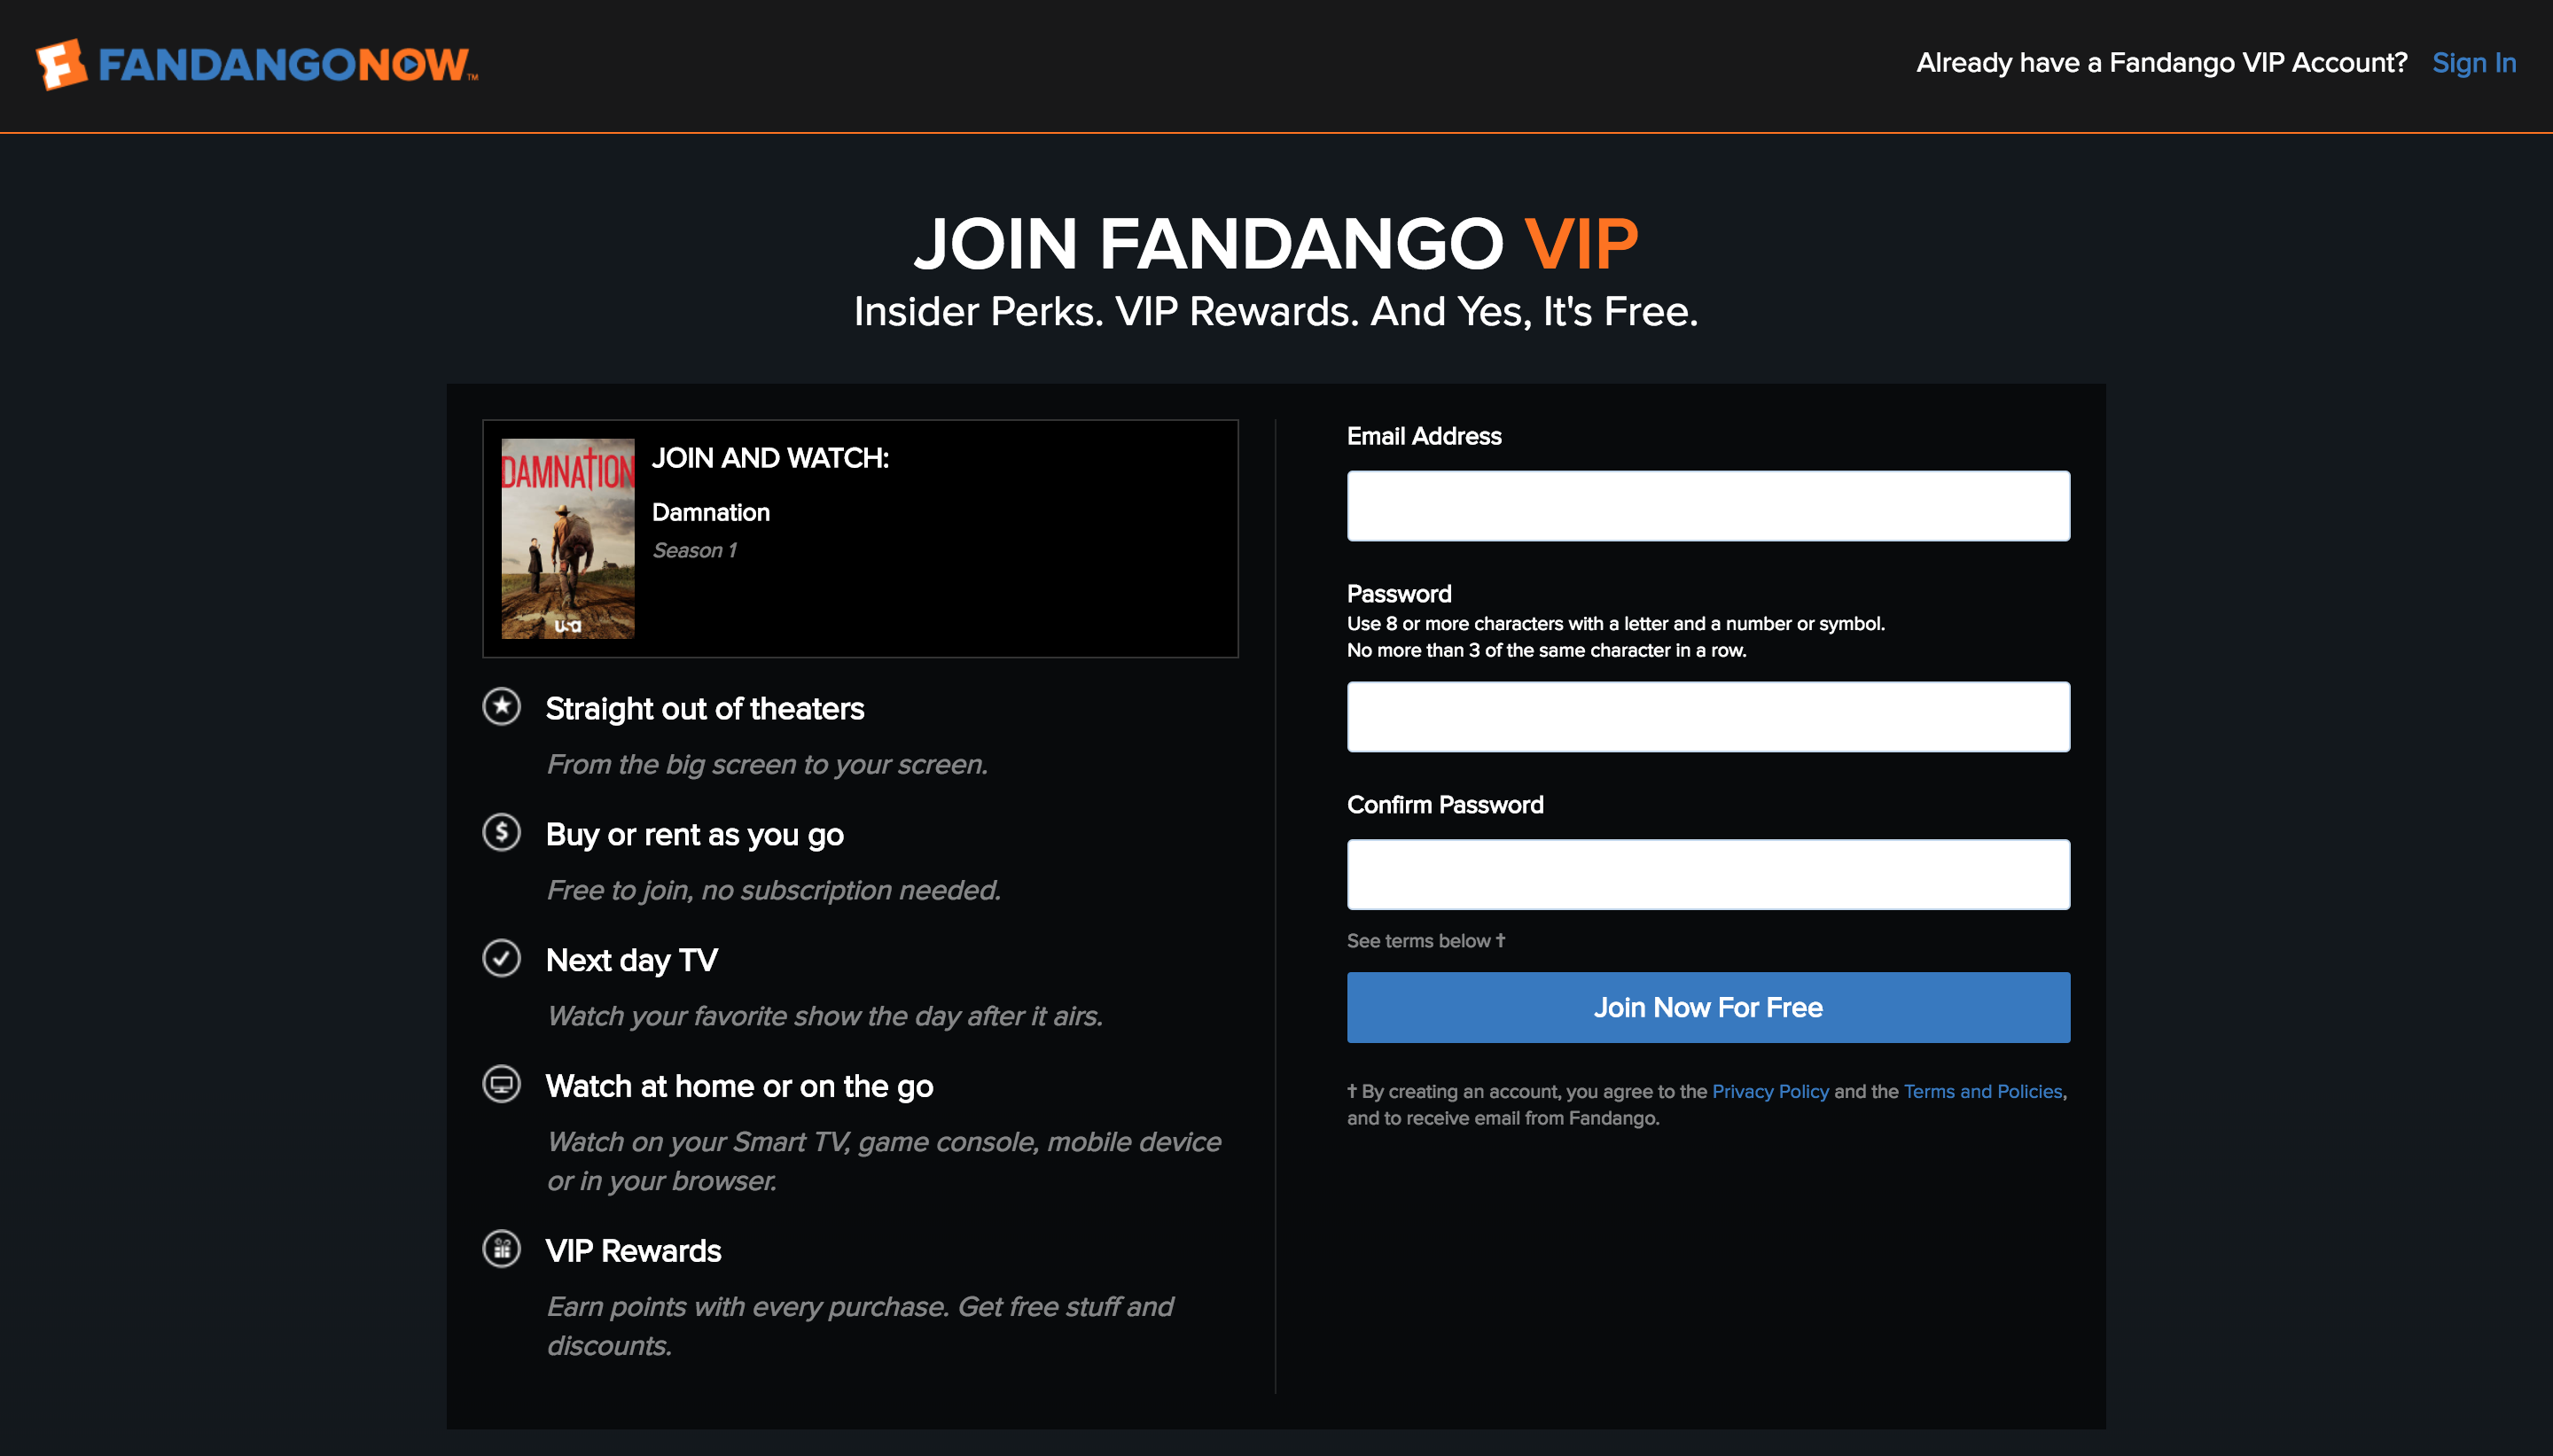 FANDANGONOW™
Already have a Fandango VIP Account? Sign In
JOIN FANDANGO VIP
Insider Perks. VIP Rewards. And Yes, It's Free.
DAMNATION
usa
JOIN AND WATCH:
Damnation
Season 1
Straight out of theaters
From the big screen to your screen.
Buy or rent as you go
Free to join, no subscription needed.
Next day TV
Watch your favorite show the day after it airs.
Watch at home or on the go
Watch on your Smart TV, game console, mobile device
or in your browser.
VIP Rewards
Earn points with every purchase. Get free stuff and
discounts.
Email Address
Password
Use 8 or more characters with a letter and a number or symbol.
No more than 3 of the same character in a row.
Confirm Password
See terms below †
Join Now For Free
† By creating an account, you agree to the Privacy Policy and the Terms and Policies,
and to receive email from Fandango.